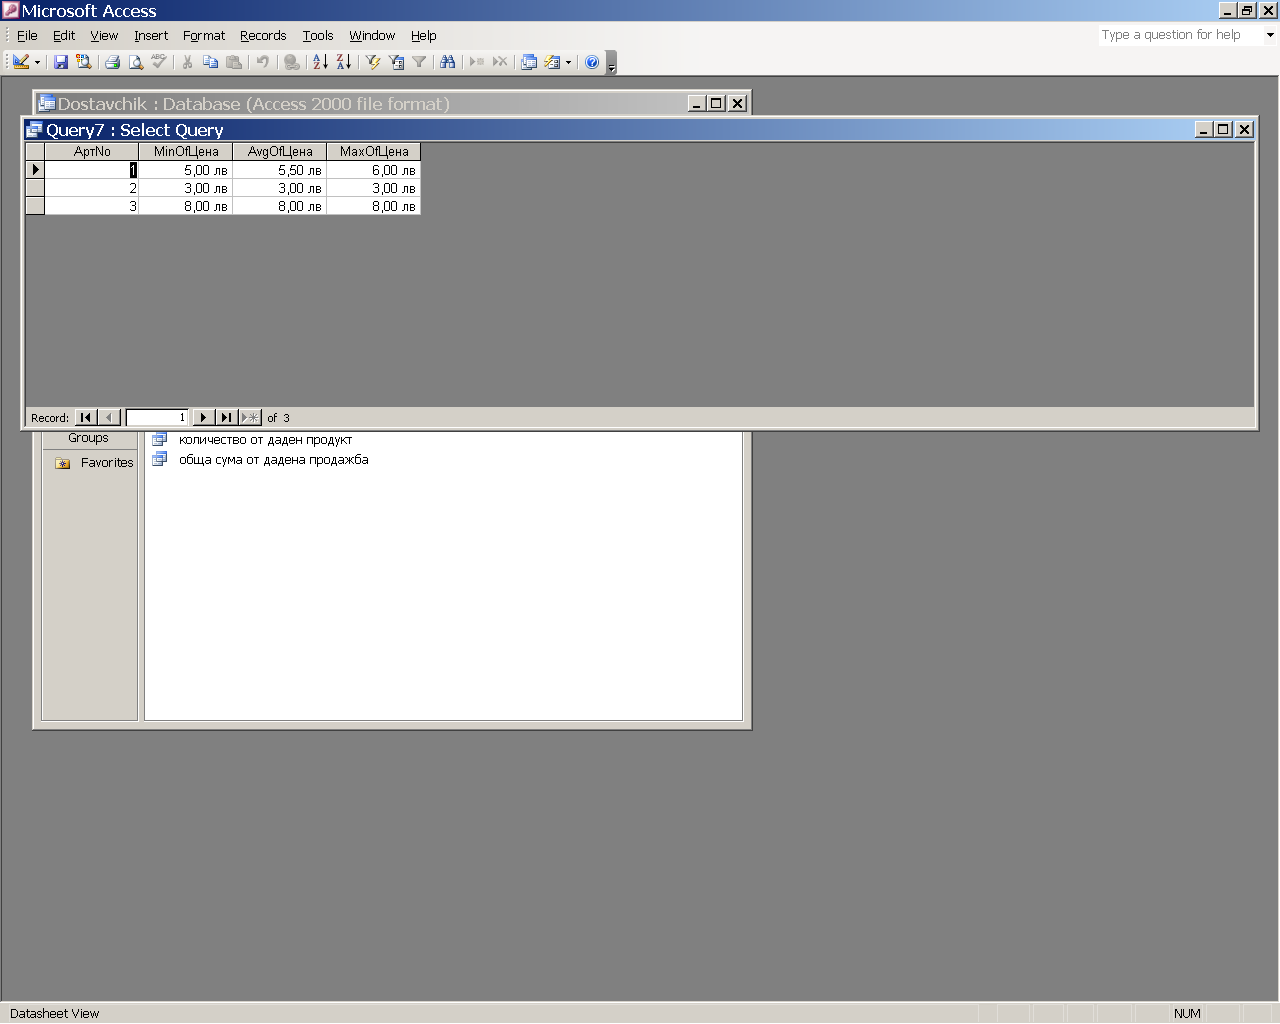 Microsoft Access
File Edit View Insert Format Records Tools Window Help
Type a question for help
Dostavchik : Database (Access 2000 file format)
Query7 : Select Query
АртNo MinOfЦена AvgOfЦена MaxOfЦена
1 5,00 лв 5,50 лв 6,00 лв
2 3,00 лв 3,00 лв 3,00 лв
3 8,00 лв 8,00 лв 8,00 лв
Record: 1 of 3
Groups
количество от даден продукт
Favorites
обща сума от дадена продажба
Datasheet View
NUM